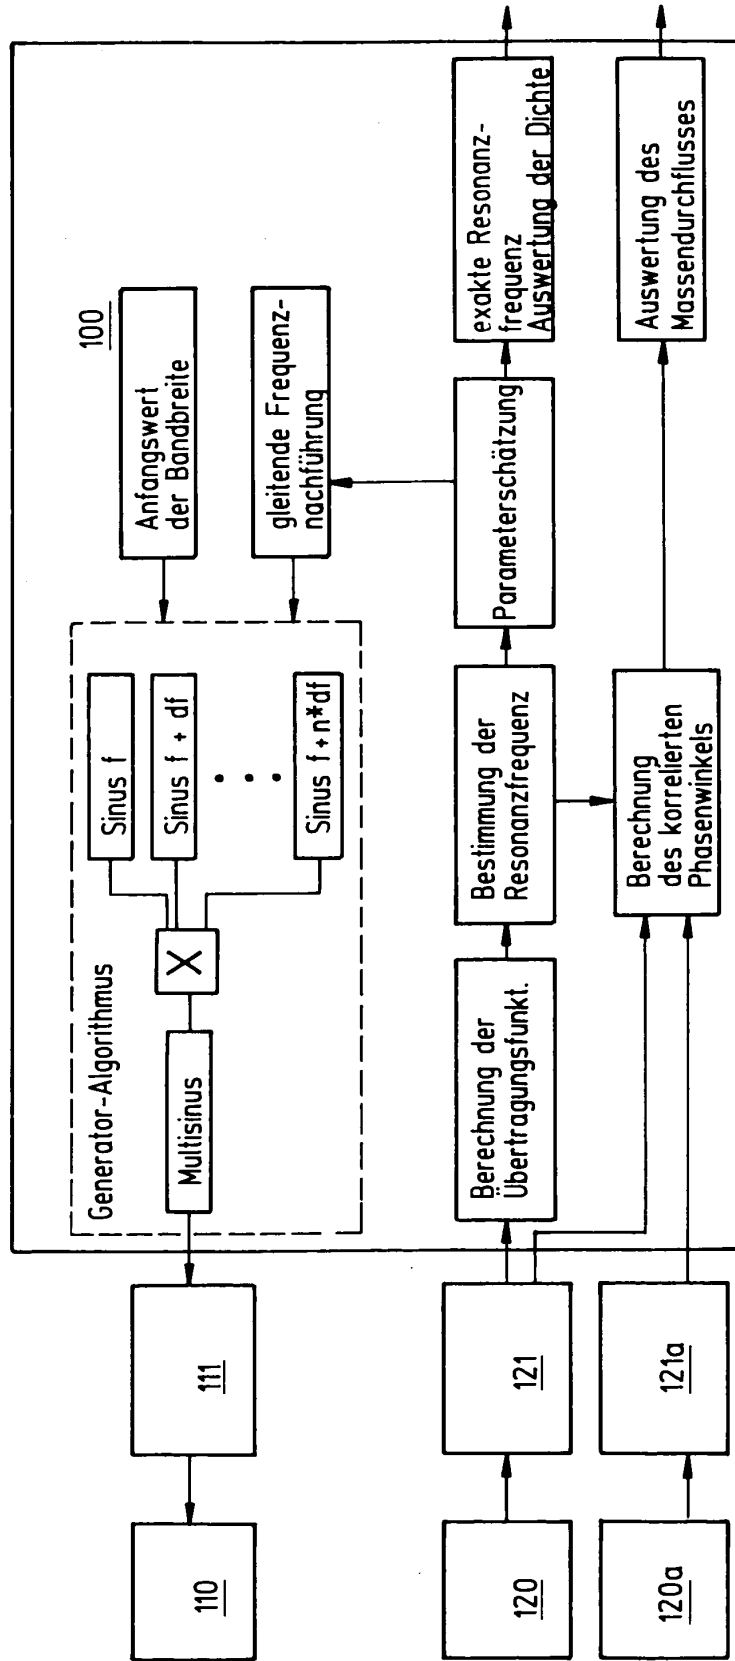 100
Anfangswert
der Bandbreite
gleitende Frequenz-
nachführung
Generator-Algorithmus
Sinus f
Sinus f + df
Sinus f+n*df
X
Multisinus
111
110
120
121
Berechnung der
Übertragungsfunkt.
Bestimmung der
Resonanzfrequenz
Parameterschätzung
exakte Resonanz-
frequenz
Auswertung der Dichte
120a
121a
Berechnung
des korrelierten
Phasenwinkels
Auswertung des
Massendurchflusses